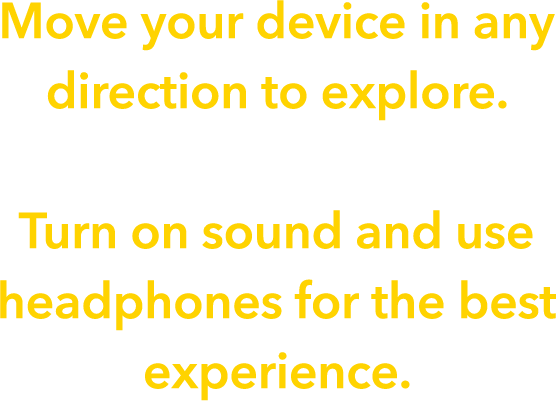 Move your device in any
direction to explore.
Turn on sound and use
headphones for the best
experience.